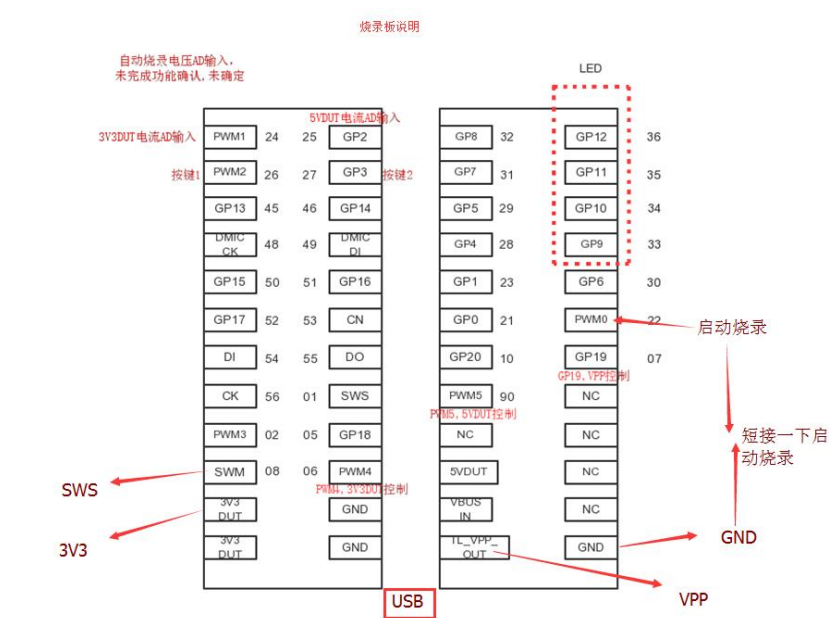 烧录板说明
自动烧录电压AD输入,
未完成功能确认,未确定
LED
5VDUT电流AD输入
3V3DUT电流AD输入 PWM1 24 25 GP2 GP8 32 GP12 36
按键1 PWM2 26 27 GP3 按键2 GP7 31 GP11 35
GP13 45 46 GP14 GP5 29 GP10 34
DMIC CK 48 49 DMIC DI GP4 28 GP9 33
GP15 50 51 GP16 GP1 23 GP6 30
GP17 52 53 CN GP0 21 PWM0 22 启动烧录
DI 54 55 DO GP20 10 GP19 07
GP19,VPP控制
CK 56 01 SWS PWM5 90 NC
PWM5,5VDUT控制
PWM3 02 05 GP18 NC NC
短接一下启
动烧录
SWM 08 06 PWM4 5VDUT NC
PWM4,3V3DUT控制
SWS
3V3 DUT GND VBUS IN NC
GND
3V3
3V3 DUT GND TL_VPP_ OUT GND
USB
VPP